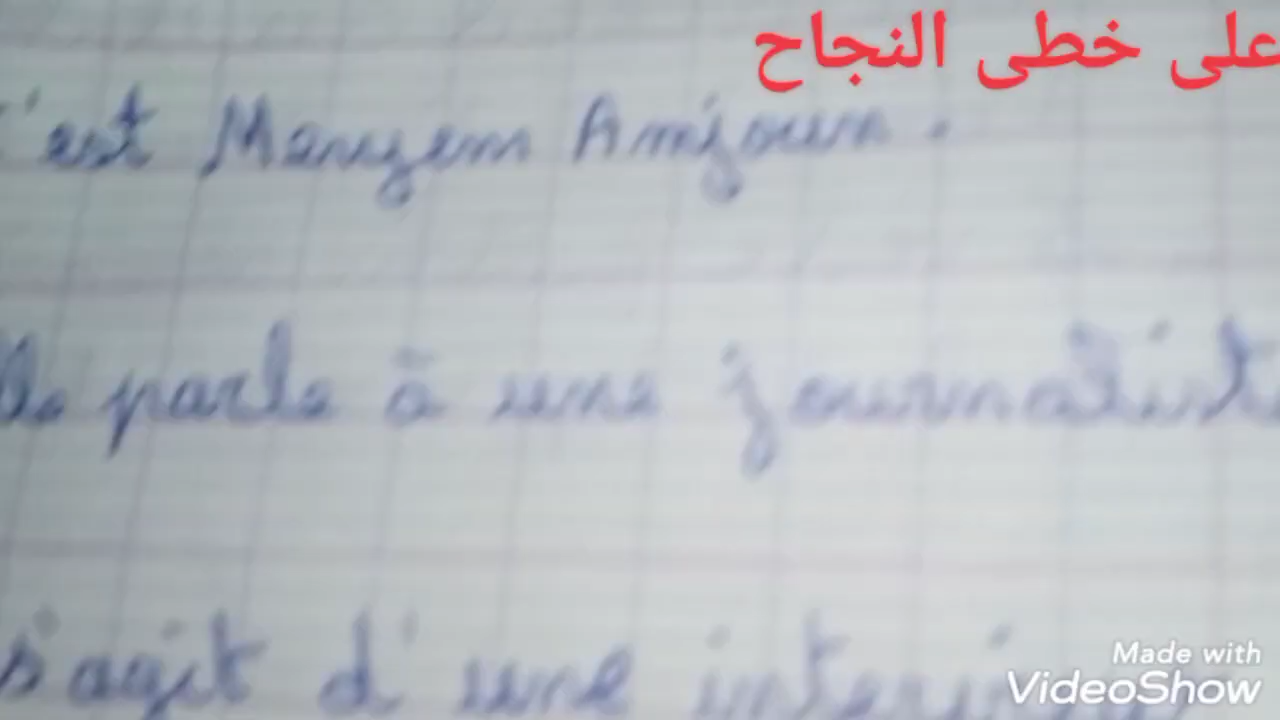 على خطى النجاح
'est Meryem Amjoun.
parle à une journaliste
s'agit d'une
Made with
VideoShow